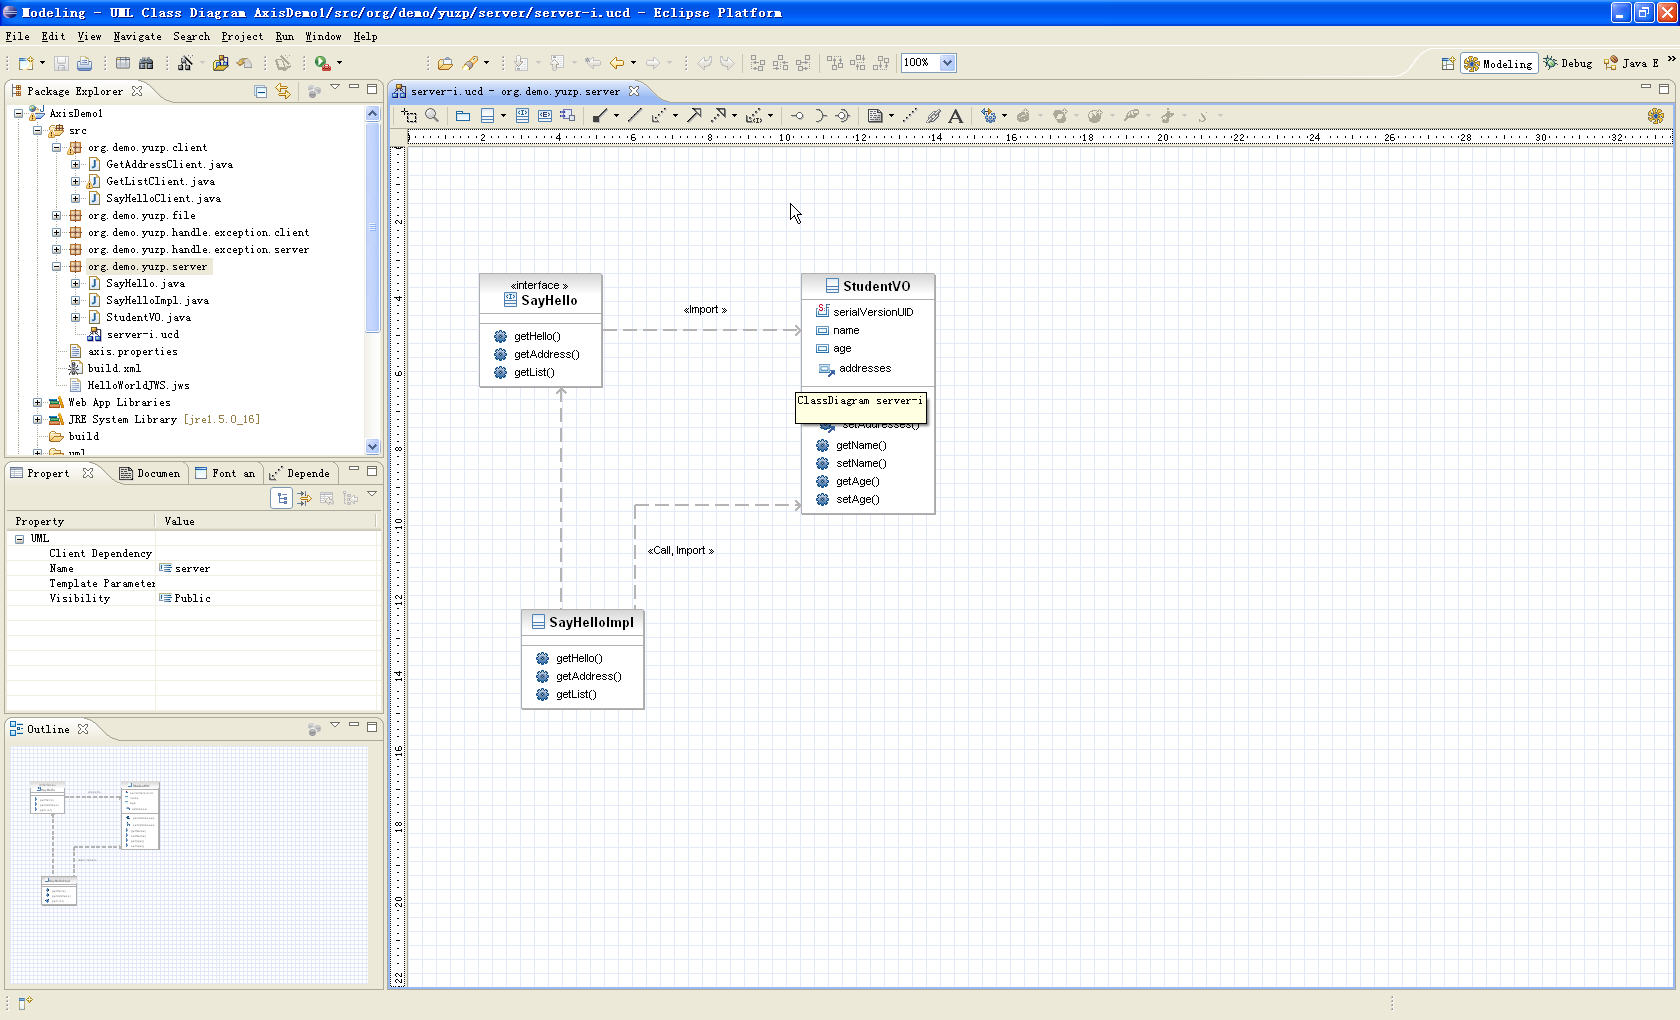 Modeling - UML Class Diagram AxisDemo1/src/org/demo/yuzp/server/server-i.ucd - Eclipse Platform
File Edit View Navigate Search Project Run Window Help
100%
Modeling
Debug
Java E
Package Explorer
AxisDemo1
src
org.demo.yuzp.client
GetAddressClient.java
GetListClient.java
SayHelloClient.java
org.demo.yuzp.file
org.demo.yuzp.handle.exception.client
org.demo.yuzp.handle.exception.server
org.demo.yuzp.server
SayHello.java
SayHelloImpl.java
StudentVO.java
server-i.ucd
axis.properties
build.xml
HelloWorldJWS.jws
Web App Libraries
JRE System Library [jre1.5.0_16]
build
uml
Propert
Documen
Font an
Depende
Property Value
UML
Client Dependency
Name server
Template Parameter
Visibility Public
Outline
server-i.ucd - org.demo.yuzp.server
2 4 6 8 10 12 14 16 18 20 22 24 26 28 30 32
2
4
6
8
10
12
14
16
18
20
22
«interface »
SayHello
getHello()
getAddress()
getList()
«Import »
StudentVO
serialVersionUID
name
age
addresses
ClassDiagram server-i
setAddresses()
getName()
setName()
getAge()
setAge()
«Call, Import »
SayHelloImpl
getHello()
getAddress()
getList()